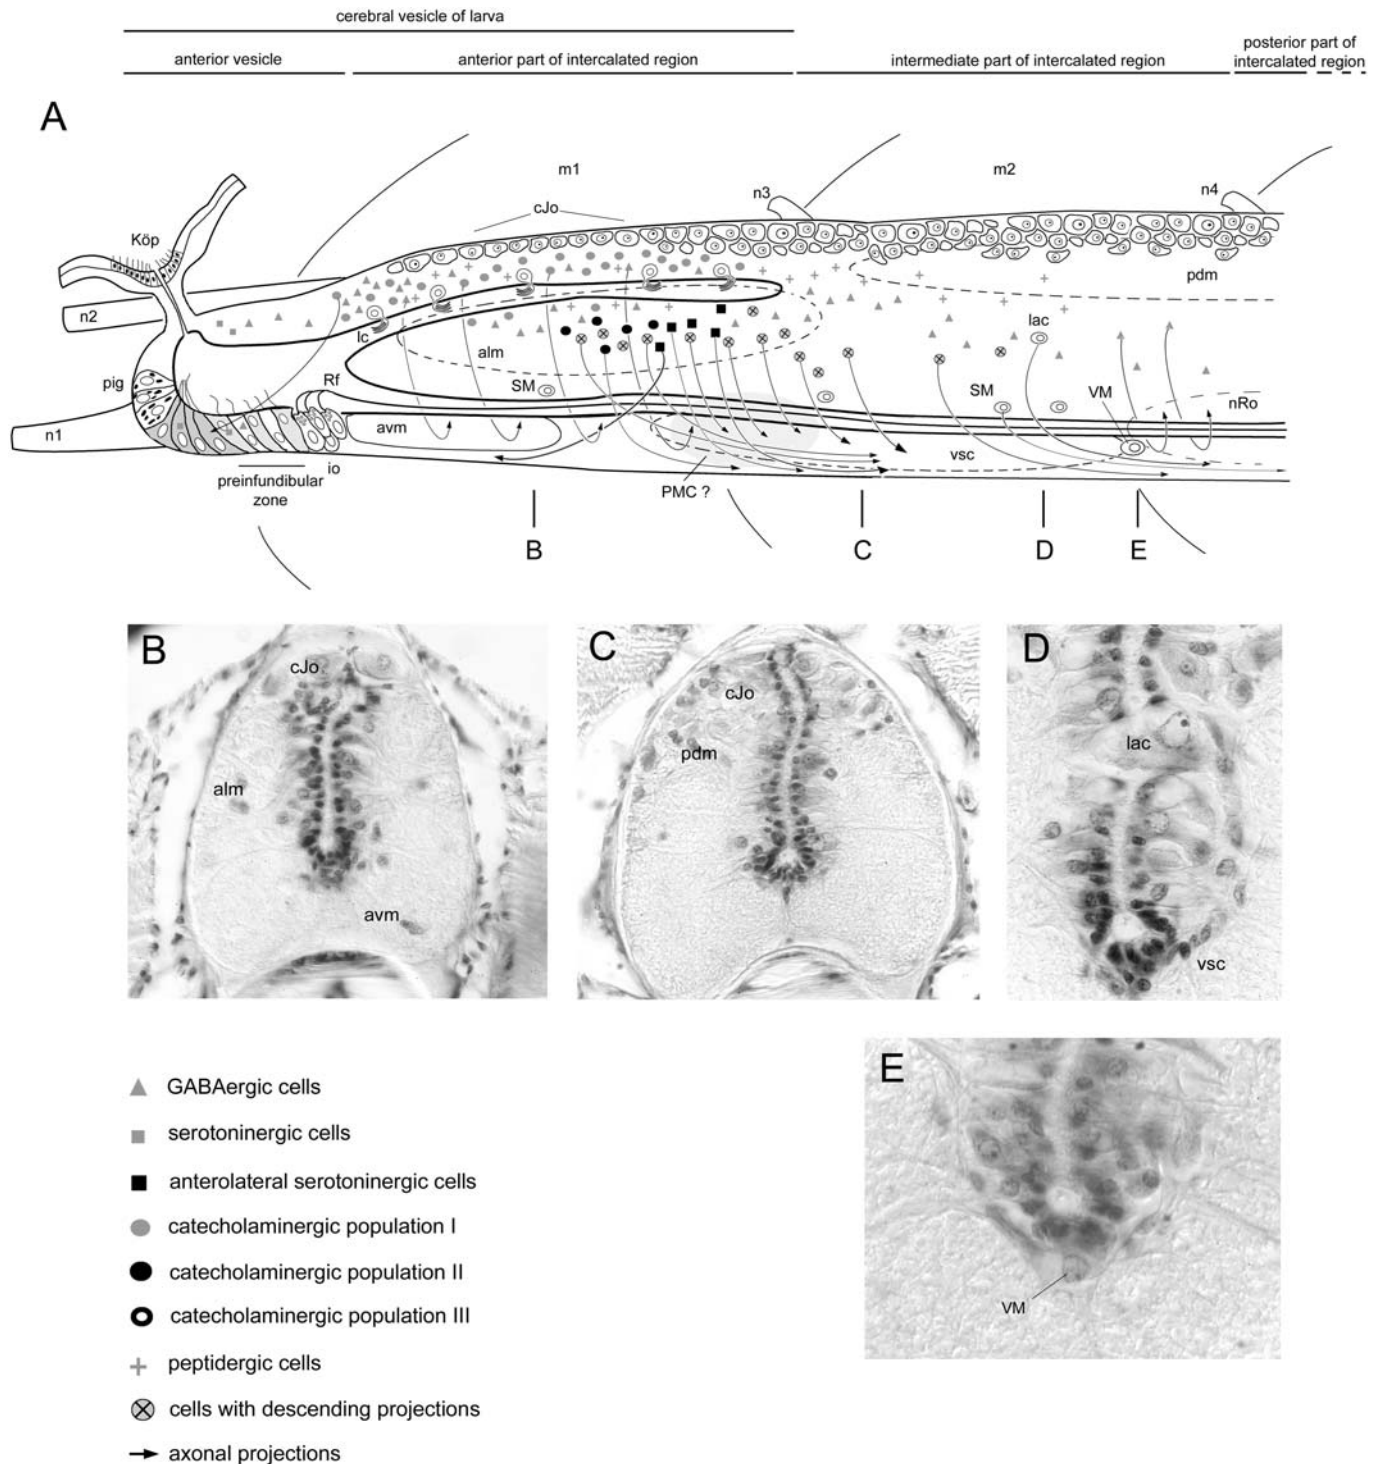 cerebral vesicle of larva
anterior vesicle
anterior part of intercalated region
intermediate part of intercalated region
posterior part of
intercalated region
A
m1
m2
n3
n4
cJo
Köp
pdm
n2
lc
lac
alm
pig
Rf
SM
SM
VM
nRo
n1
avm
vsc
io
preinfundibular
zone
PMC ?
B
C
D
E
B
cJo
alm
avm
C
cJo
pdm
D
lac
vsc
E
VM
GABAergic cells
serotoninergic cells
anterolateral serotoninergic cells
catecholaminergic population I
catecholaminergic population II
catecholaminergic population III
peptidergic cells
cells with descending projections
axonal projections